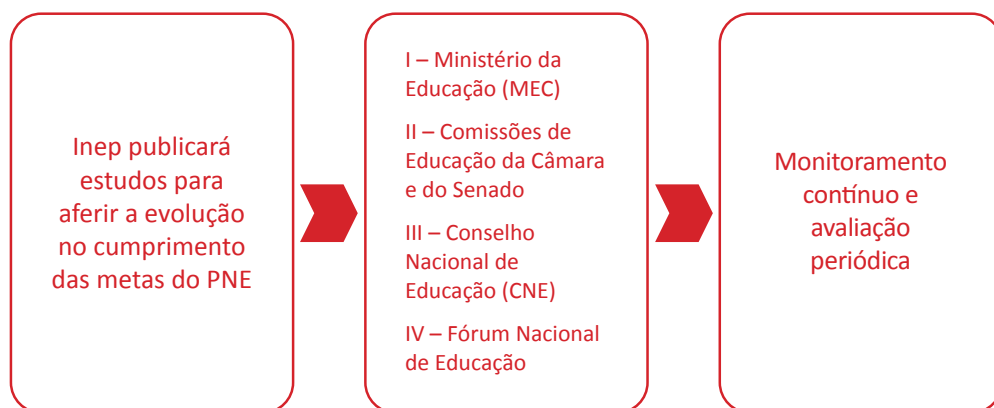 Inep publicará
estudos para
aferir a evolução
no cumprimento
das metas do PNE
I – Ministério da
Educação (MEC)
II – Comissões de
Educação da Câmara
e do Senado
III – Conselho
Nacional de
Educação (CNE)
IV – Fórum Nacional
de Educação
Monitoramento
contínuo e
avaliação
periódica